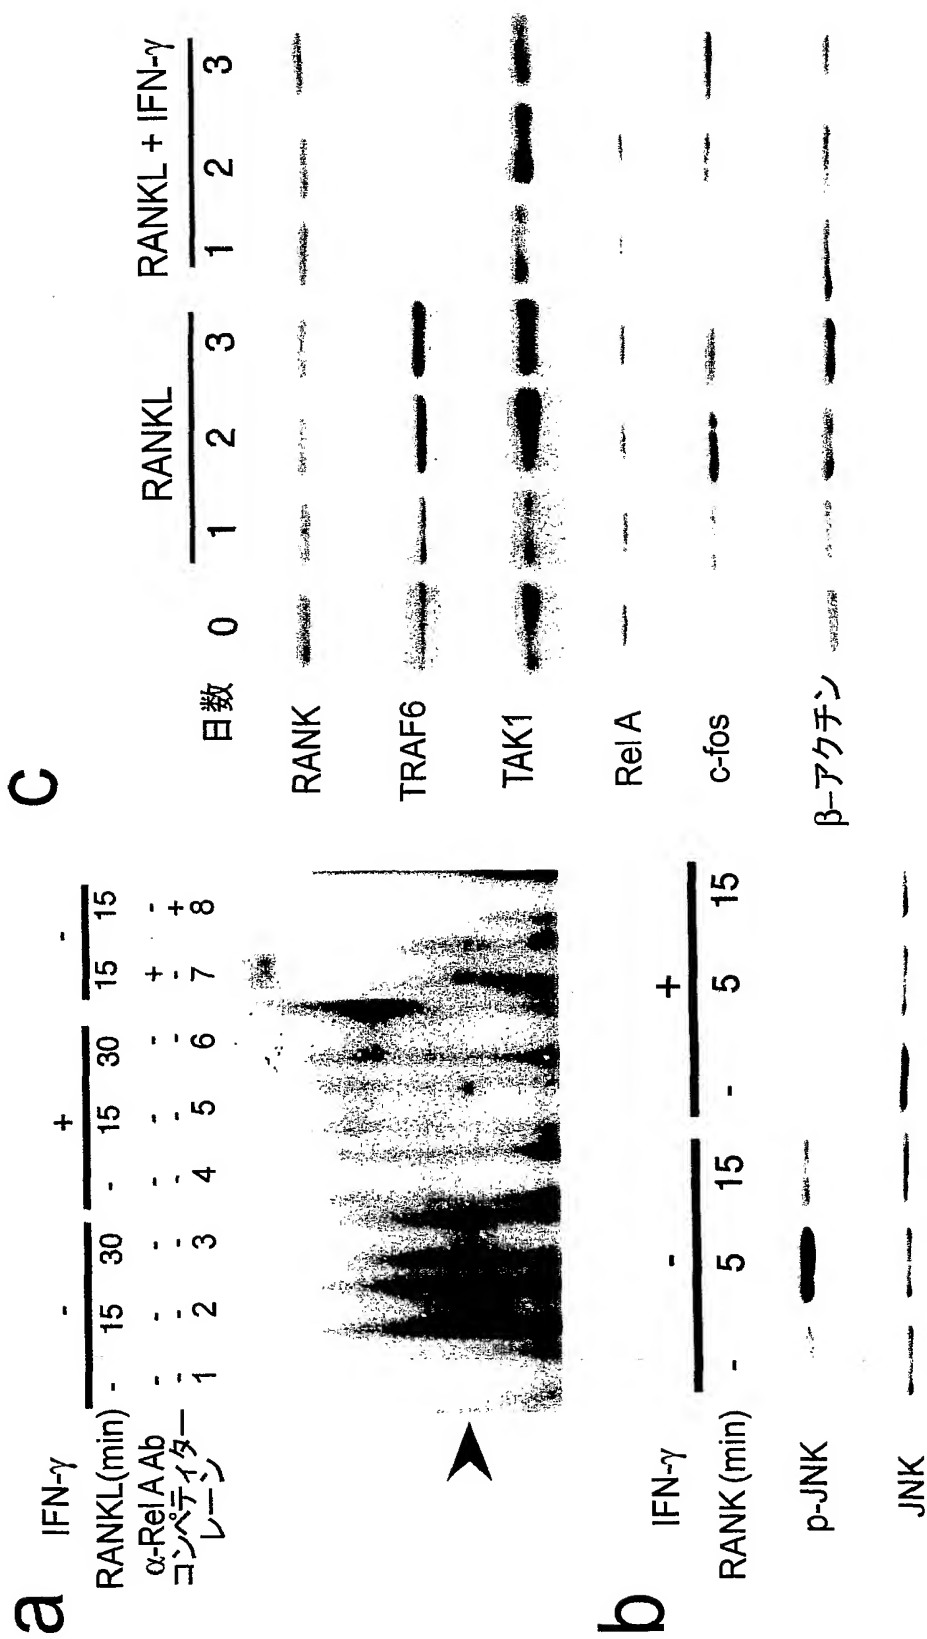 a
IFN-γ - + -
RANKL(min) - 15 30 - 15 30 15 15
α-Rel A Ab - - - - - - + -
コンペティター - - - - - - - +
レーン 1 2 3 4 5 6 7 8
b
IFN-γ - +
RANK (min) - 5 15 - 5 15
p-JNK
JNK
c
RANKL RANKL + IFN-γ
日数 0 1 2 3 1 2 3
RANK
TRAF6
TAK1
Rel A
c-fos
β-アクチン